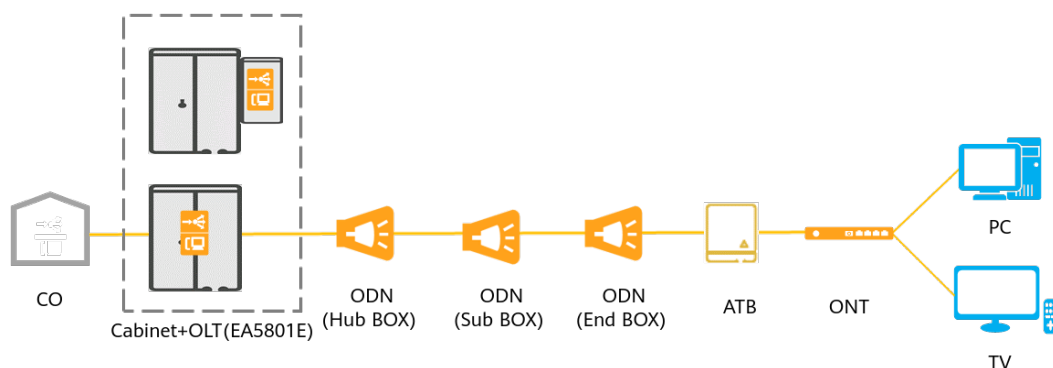 CO
Cabinet+OLT(EA5801E)
ODN
(Hub BOX)
ODN
(Sub BOX)
ODN
(End BOX)
ATB
ONT
PC
TV